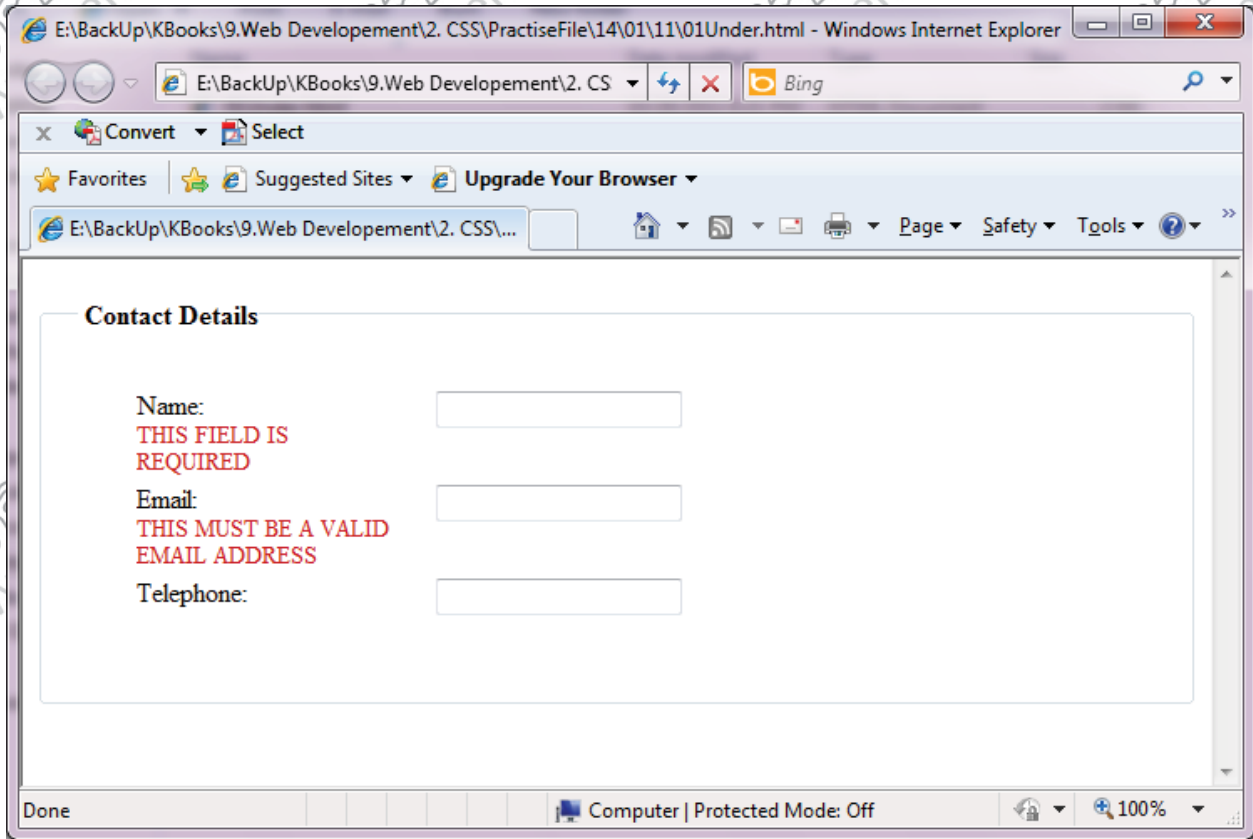 E:\BackUp\KBooks\9.Web Developement\2. CSS\PractiseFile\14\01\11\01Under.html - Windows Internet Explorer
E:\BackUp\KBooks\9.Web Developement\2. CS
Bing
x Convert Select
Favorites Suggested Sites Upgrade Your Browser
E:\BackUp\KBooks\9.Web Developement\2. CSS\... Page Safety Tools
Contact Details
Name:
THIS FIELD IS
REQUIRED
Email:
THIS MUST BE A VALID
EMAIL ADDRESS
Telephone:
Done Computer | Protected Mode: Off 100%